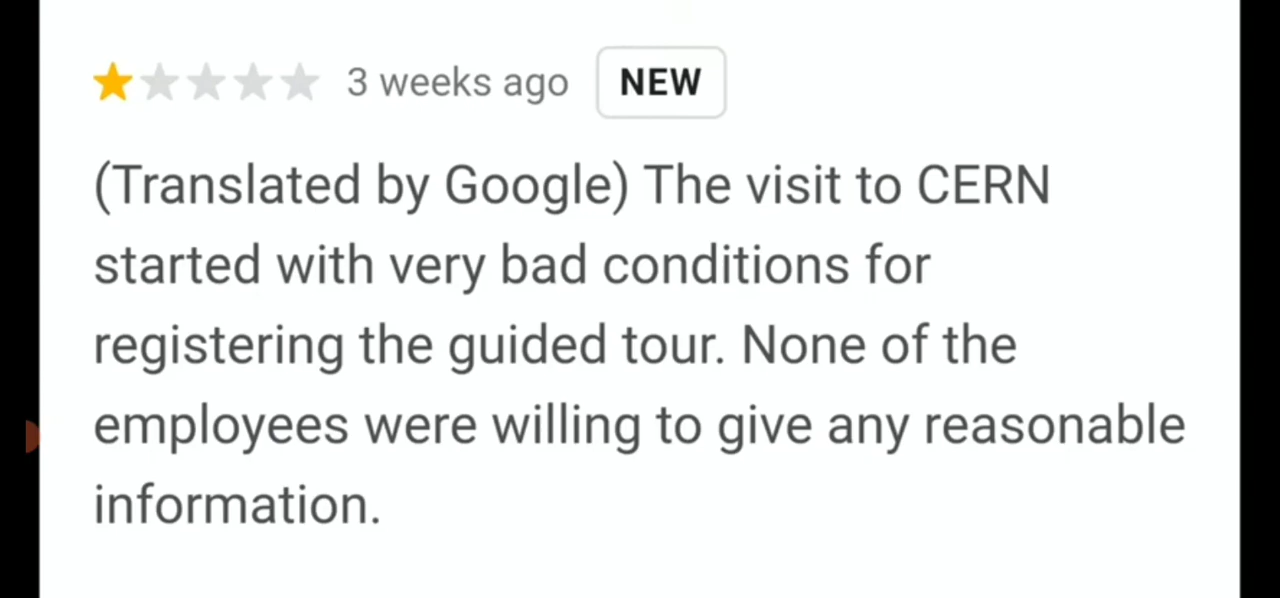 3 weeks ago NEW
(Translated by Google) The visit to CERN
started with very bad conditions for
registering the guided tour. None of the
employees were willing to give any reasonable
information.